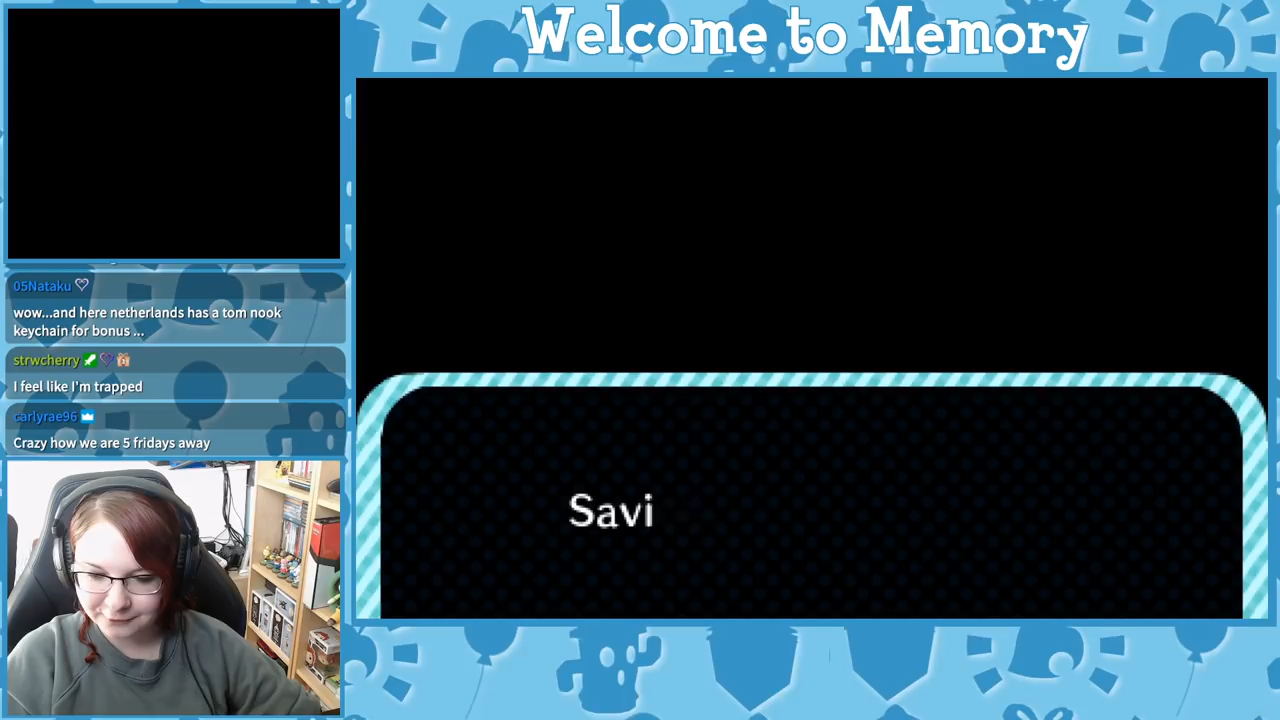 Welcome to Memory
05Nataku
wow...and here netherlands has a tom nook
keychain for bonus ...
strwcherry
I feel like I'm trapped
carlyrae96
Crazy how we are 5 fridays away
Savi